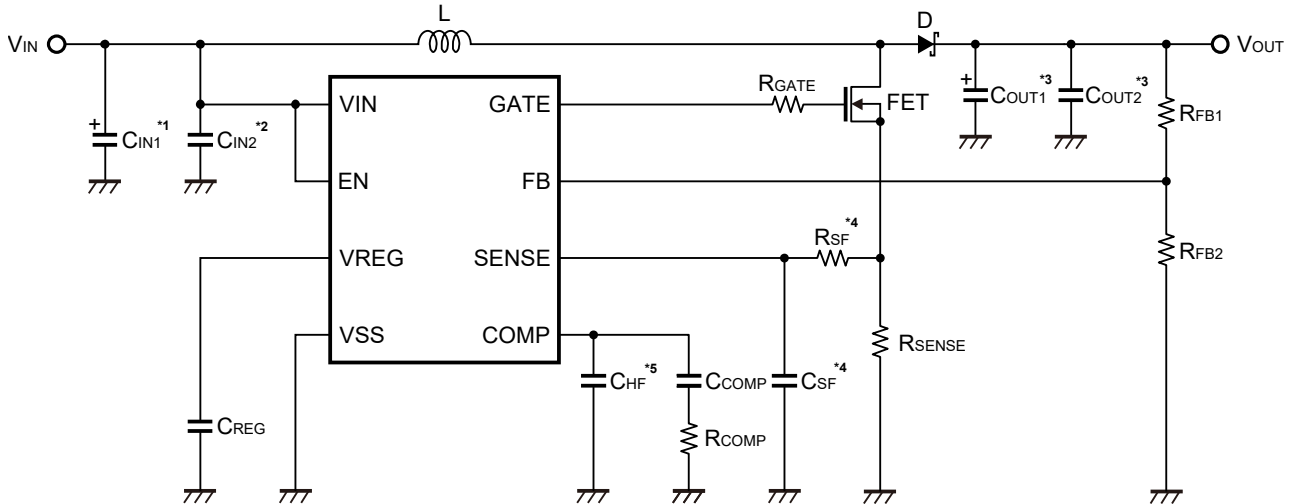 L
D
VIN
VOUT
RGATE
FET
COUT1*3
COUT2*3
RFB1
VIN
GATE
CIN1*1
CIN2*2
EN
FB
RSF*4
RFB2
VREG
SENSE
VSS
COMP
RSENSE
CHF*5
CCOMP
CSF*4
CREG
RCOMP
+
+